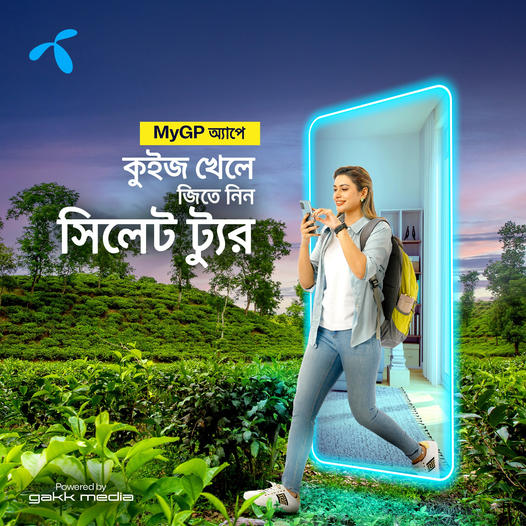 MyGP অ্যাপে
কুইজ খেলে
জিতে নিন
সিলেট ট্যুর
Powered by
gakk media